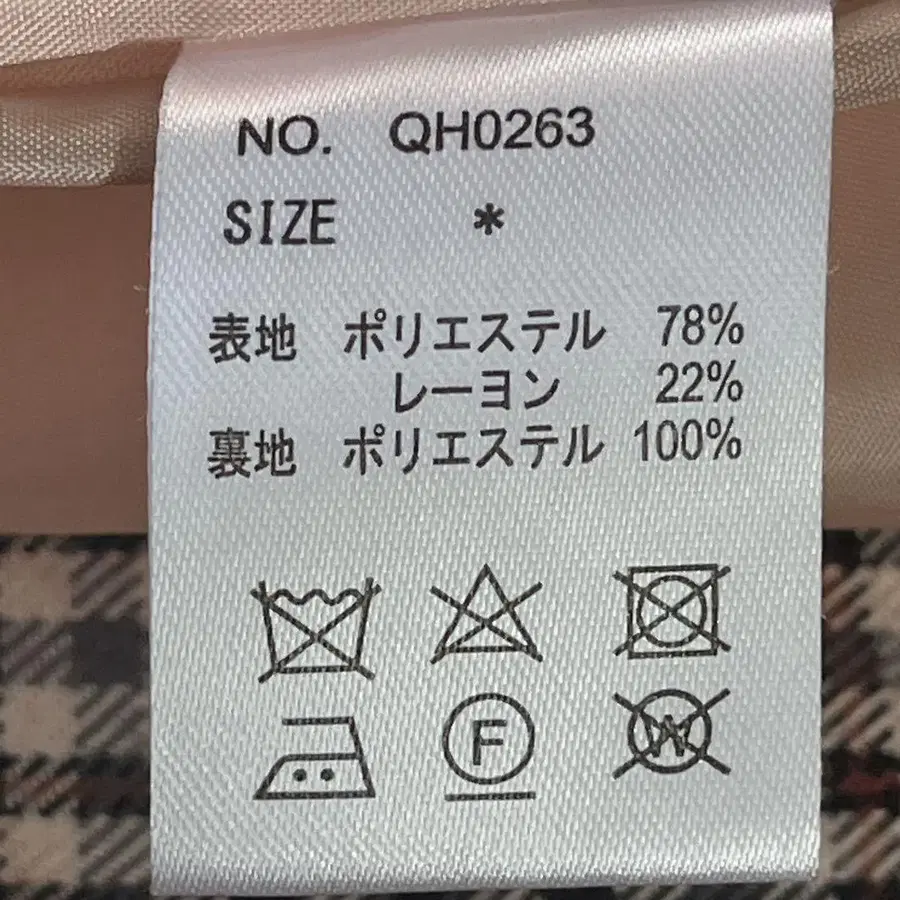 NO. QH0263
SIZE *
表地 ポリエステル 78%
レーヨン 22%
裏地 ポリエステル 100%
F W